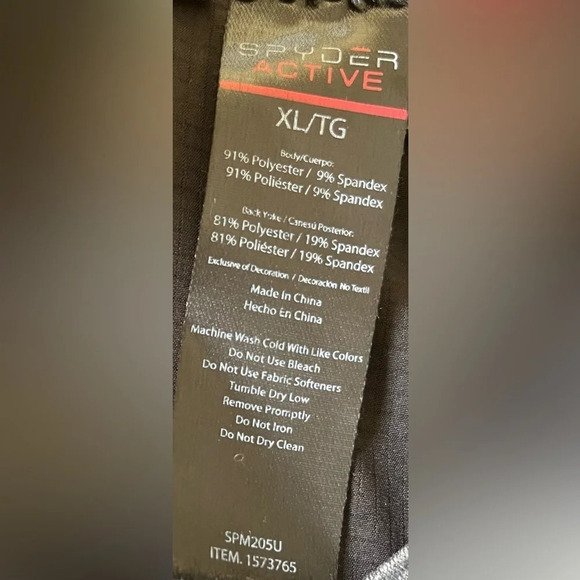 SPYDER
ACTIVE
XL/TG
Body/Cuerpo:
91% Polyester / 9% Spandex
91% Poliéster / 9% Spandex
Back Yoke / Canesú Posterior:
81% Polyester / 19% Spandex
81% Poliéster / 19% Spandex
Exclusive of Decoration / Decoración No Textil
Made In China
Hecho En China
Machine Wash Cold With Like Colors
Do Not Use Bleach
Do Not Use Fabric Softeners
Tumble Dry Low
Remove Promptly
Do Not Iron
Do Not Dry Clean
SPM205U
ITEM. 1573765